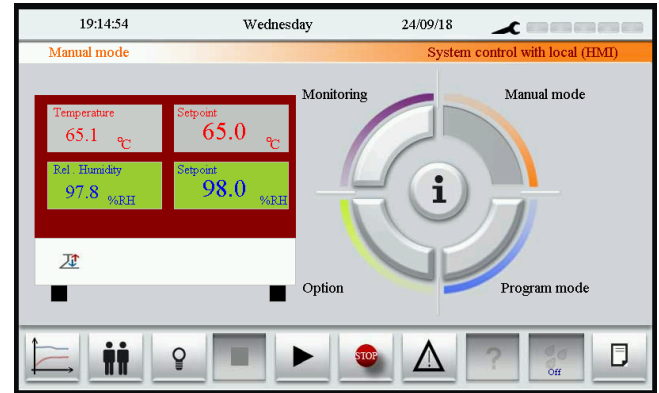 19:14:54 Wednesday 24/09/18
Manual mode System control with local (HMI)
Monitoring Manual mode
Temperature Setpoint
65.1 °C 65.0 °C
Rel. Humidity Setpoint
97.8 %RH 98.0 %RH
i
Option Program mode
STOP ? Off